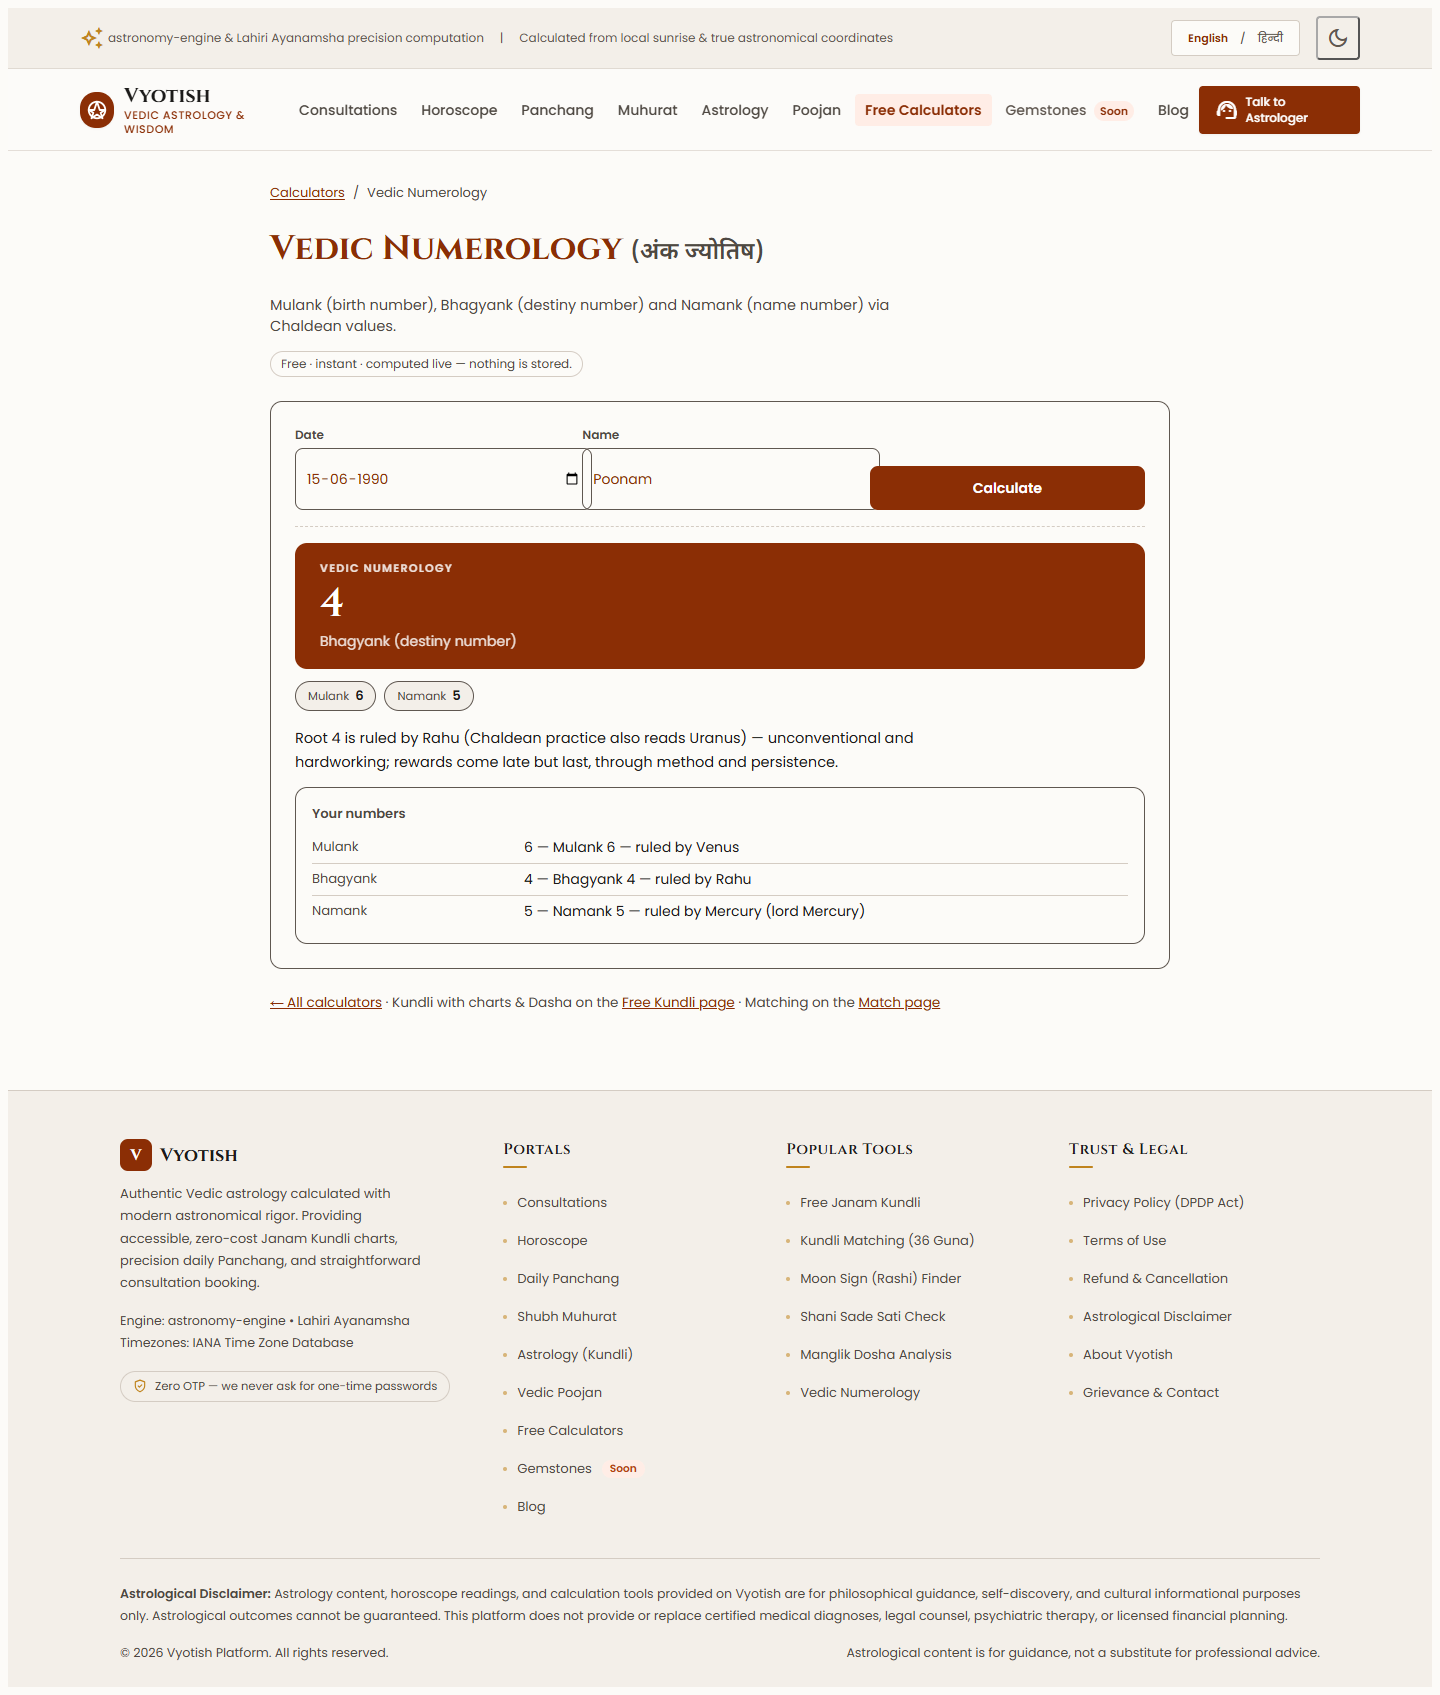 astronomy-engine & Lahiri Ayanamsha precision computation | Calculated from local sunrise & true astronomical coordinates
English / हिन्दी
Vyotish
VEDIC ASTROLOGY &
WISDOM
Consultations
Horoscope
Panchang
Muhurat
Astrology
Poojan
Free Calculators
Gemstones Soon
Blog
Talk to
Astrologer
Calculators / Vedic Numerology
Vedic Numerology (अंक ज्योतिष)
Mulank (birth number), Bhagyank (destiny number) and Namank (name number) via
Chaldean values.
Free · instant · computed live — nothing is stored.
Date
Name
15-06-1990
Poonam
Calculate
VEDIC NUMEROLOGY
4
Bhagyank (destiny number)
Mulank 6
Namank 5
Root 4 is ruled by Rahu (Chaldean practice also reads Uranus) — unconventional and
hardworking; rewards come late but last, through method and persistence.
Your numbers
Mulank 6 — Mulank 6 — ruled by Venus
Bhagyank 4 — Bhagyank 4 — ruled by Rahu
Namank 5 — Namank 5 — ruled by Mercury (lord Mercury)
← All calculators · Kundli with charts & Dasha on the Free Kundli page · Matching on the Match page
V Vyotish
Authentic Vedic astrology calculated with
modern astronomical rigor. Providing
accessible, zero-cost Janam Kundli charts,
precision daily Panchang, and straightforward
consultation booking.
Engine: astronomy-engine • Lahiri Ayanamsha
Timezones: IANA Time Zone Database
Zero OTP — we never ask for one-time passwords
Portals
Consultations
Horoscope
Daily Panchang
Shubh Muhurat
Astrology (Kundli)
Vedic Poojan
Free Calculators
Gemstones Soon
Blog
Popular Tools
Free Janam Kundli
Kundli Matching (36 Guna)
Moon Sign (Rashi) Finder
Shani Sade Sati Check
Manglik Dosha Analysis
Vedic Numerology
Trust & Legal
Privacy Policy (DPDP Act)
Terms of Use
Refund & Cancellation
Astrological Disclaimer
About Vyotish
Grievance & Contact
Astrological Disclaimer: Astrology content, horoscope readings, and calculation tools provided on Vyotish are for philosophical guidance, self-discovery, and cultural informational purposes
only. Astrological outcomes cannot be guaranteed. This platform does not provide or replace certified medical diagnoses, legal counsel, psychiatric therapy, or licensed financial planning.
© 2026 Vyotish Platform. All rights reserved.
Astrological content is for guidance, not a substitute for professional advice.